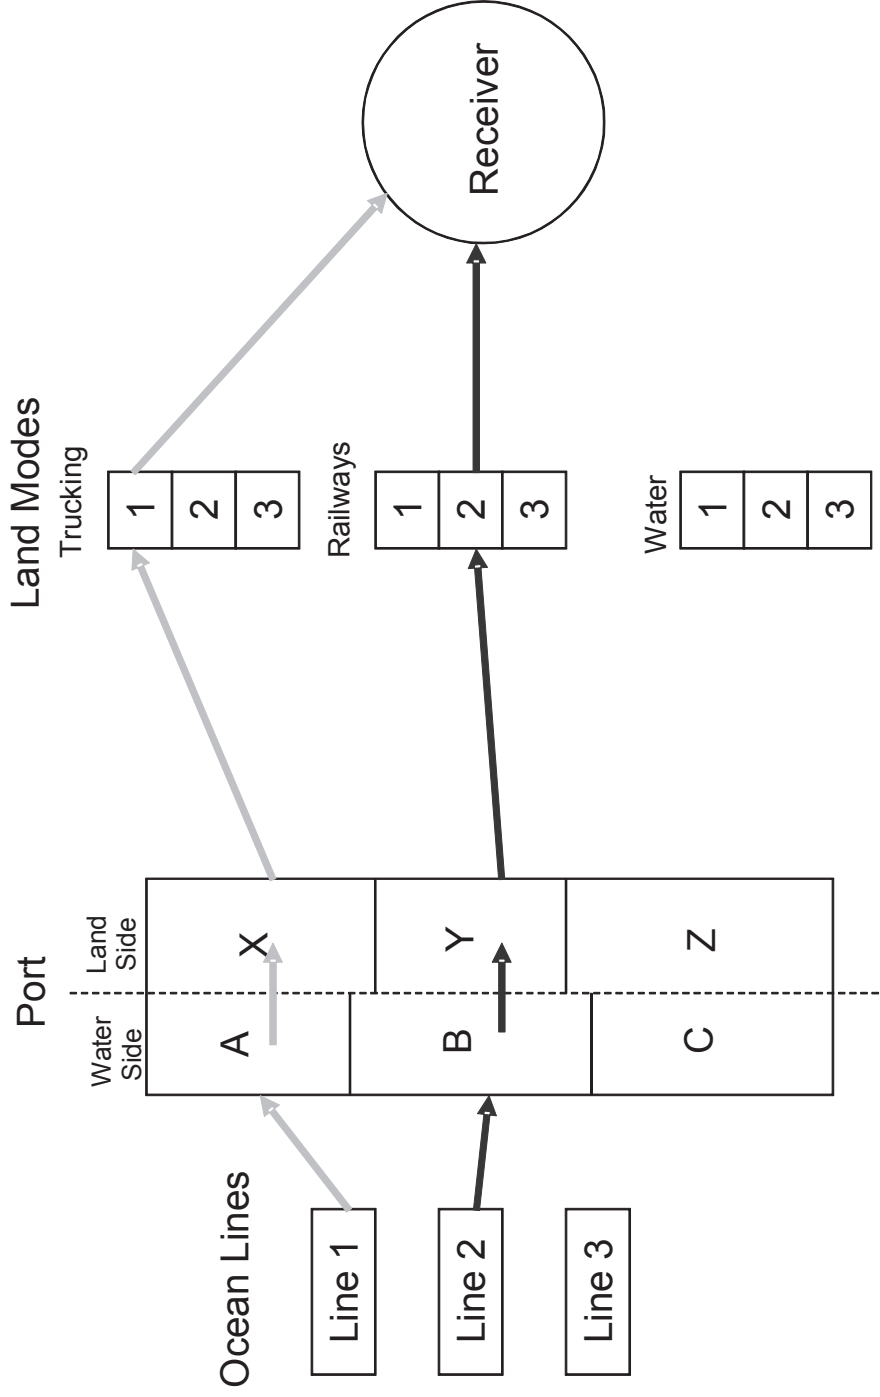 Ocean Lines
Line 1
Line 2
Line 3
Port
Water
Side
Land
Side
A
B
C
X
Y
Z
Land Modes
Trucking
1
2
3
Railways
1
2
3
Water
1
2
3
Receiver